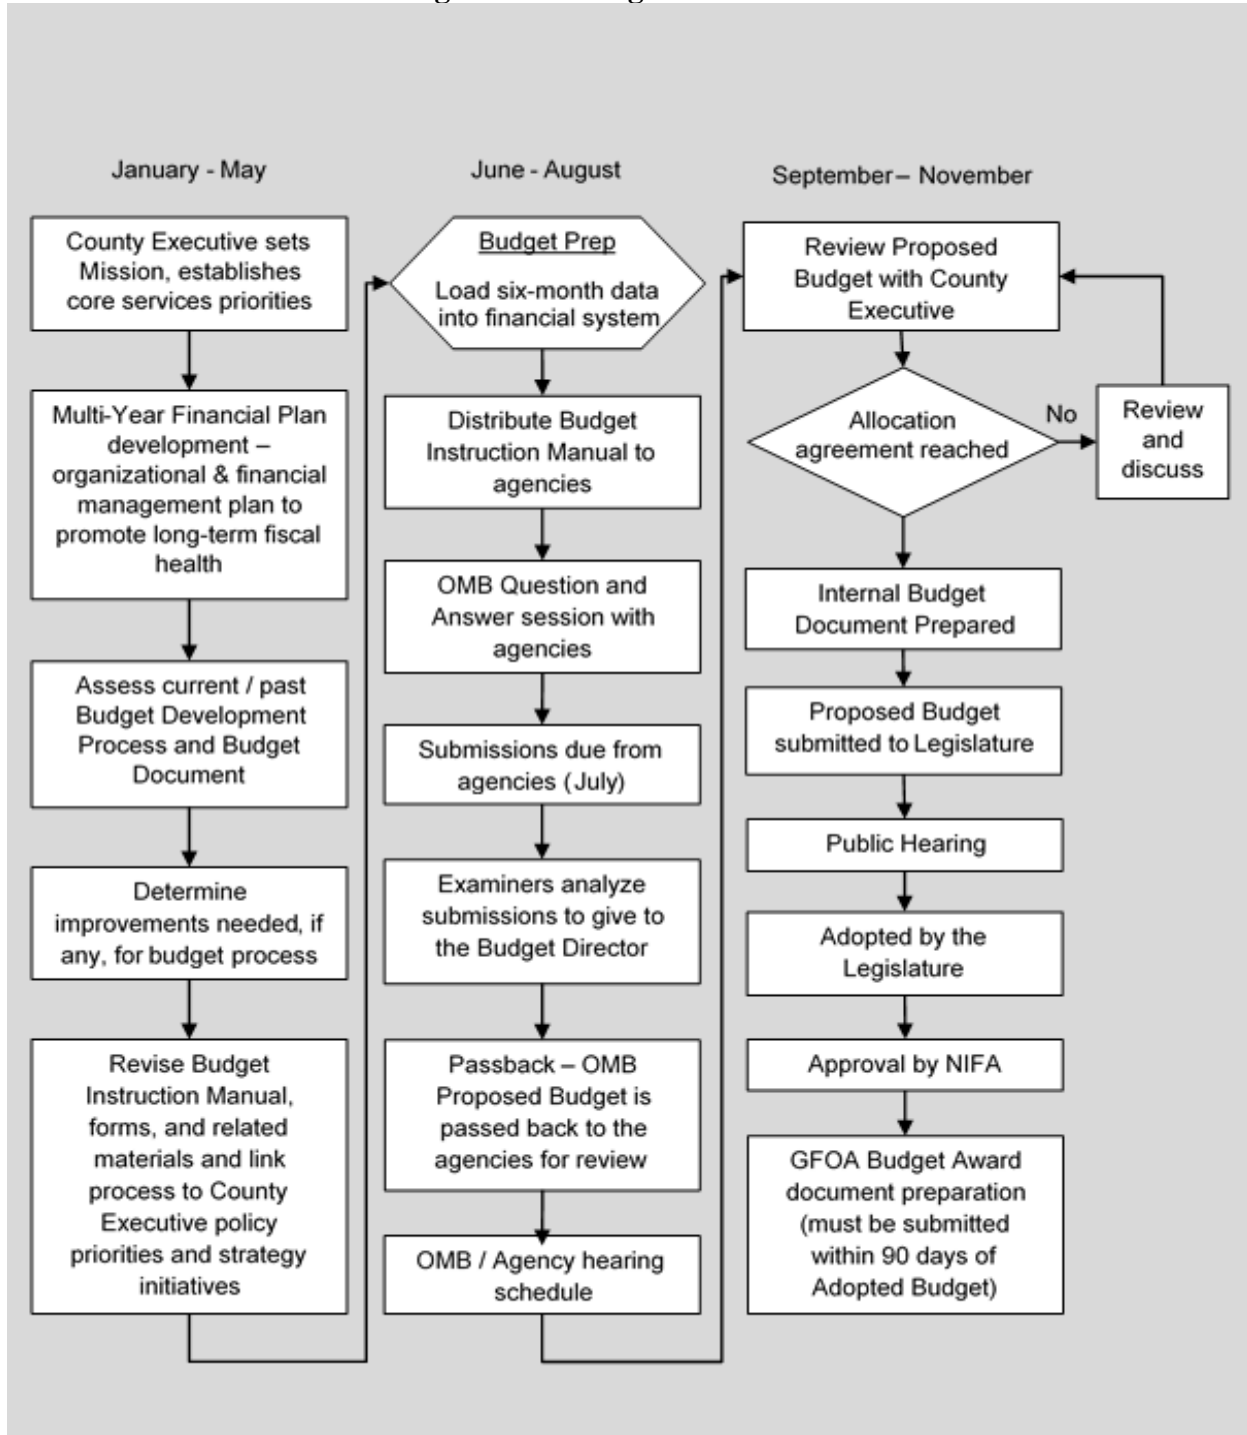 January - May
County Executive sets
Mission, establishes
core services priorities
Multi-Year Financial Plan
development –
organizational & financial
management plan to
promote long-term fiscal
health
Assess current / past
Budget Development
Process and Budget
Document
Determine
improvements needed, if
any, for budget process
Revise Budget
Instruction Manual,
forms, and related
materials and link
process to County
Executive policy
priorities and strategy
initiatives
June - August
Budget Prep
Load six-month data
into financial system
Distribute Budget
Instruction Manual to
agencies
OMB Question and
Answer session with
agencies
Submissions due from
agencies (July)
Examiners analyze
submissions to give to
the Budget Director
Passback – OMB
Proposed Budget is
passed back to the
agencies for review
OMB / Agency hearing
schedule
September – November
Review Proposed
Budget with County
Executive
Allocation
agreement reached
No
Review
and
discuss
Internal Budget
Document Prepared
Proposed Budget
submitted to Legislature
Public Hearing
Adopted by the
Legislature
Approval by NIFA
GFOA Budget Award
document preparation
(must be submitted
within 90 days of
Adopted Budget)